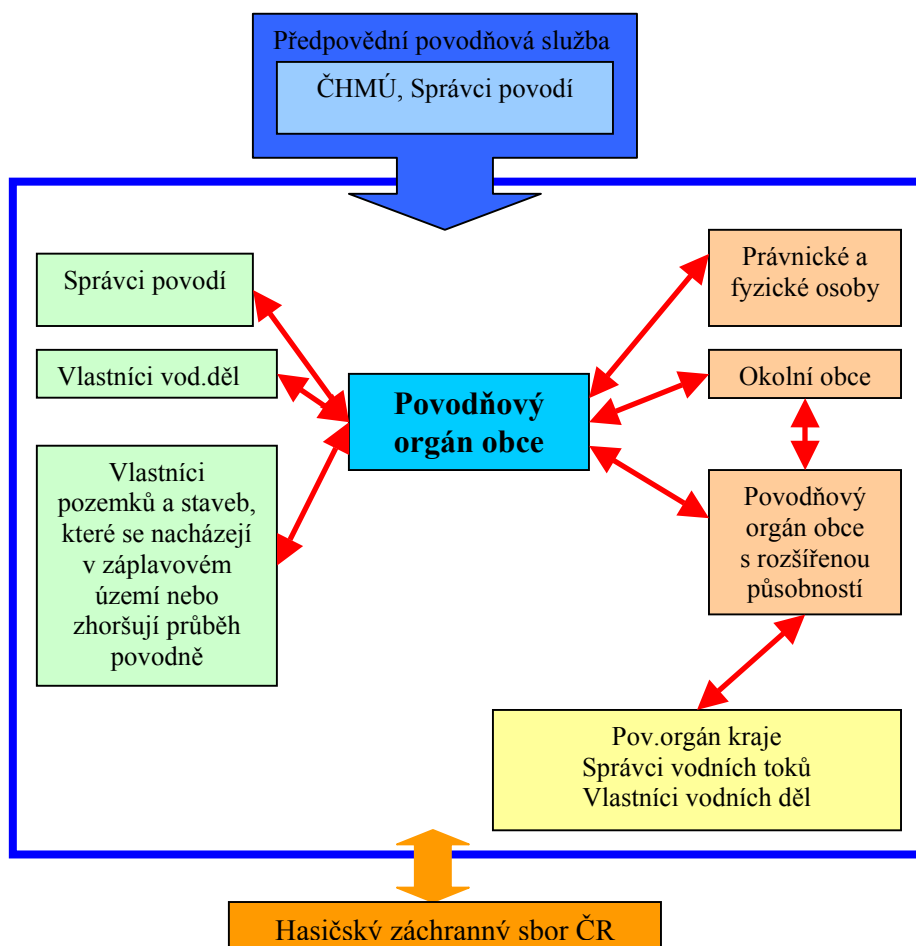 Předpovědní povodňová služba
ČHMÚ, Správci povodí
Správci povodí
Vlastníci vod.děl
Vlastníci
pozemků a staveb,
které se nacházejí
v záplavovém
území nebo
zhoršují průběh
povodně
Povodňový
orgán obce
Právnické a
fyzické osoby
Okolní obce
Povodňový
orgán obce
s rozšířenou
působností
Pov.orgán kraje
Správci vodních toků
Vlastníci vodních děl
Hasičský záchranný sbor ČR